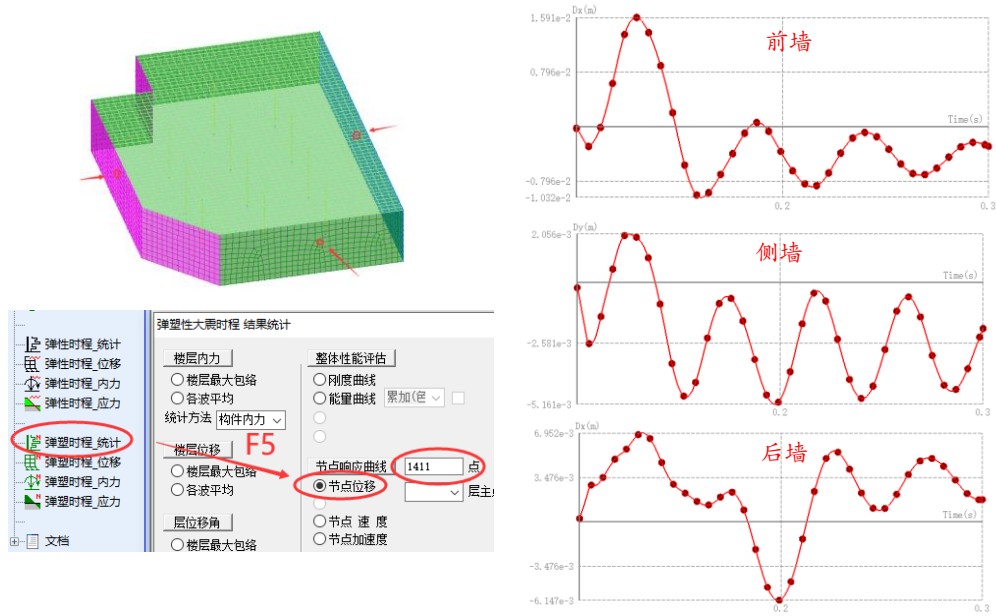 弹性时程_统计
弹性时程_位移
弹性时程_内力
弹性时程_应力
弹塑时程_统计
弹塑时程_位移
弹塑时程_内力
弹塑时程_应力
文档
弹塑性大震时程 结果统计
楼层内力
楼层最大包络
各波平均
统计方法 构件内力
楼层位移
楼层最大包络
各波平均
层位移角
楼层最大包络
F5
整体性能评估
刚度曲线
能量曲线
节点响应曲线 1411 点
节点位移
节 点 速 度
节点加速度
Dx(m)
1.591e-2
前墙
0.796e-2
Time(s)
-0.796e-2
-1.032e-2
0.2
0.3
Dy(m)
2.056e-3
侧墙
Time(s)
-2.581e-3
-5.161e-3
0.2
0.3
Dx(m)
6.952e-3
后墙
3.476e-3
Time(s)
-3.476e-3
-6.147e-3
0.2
0.3